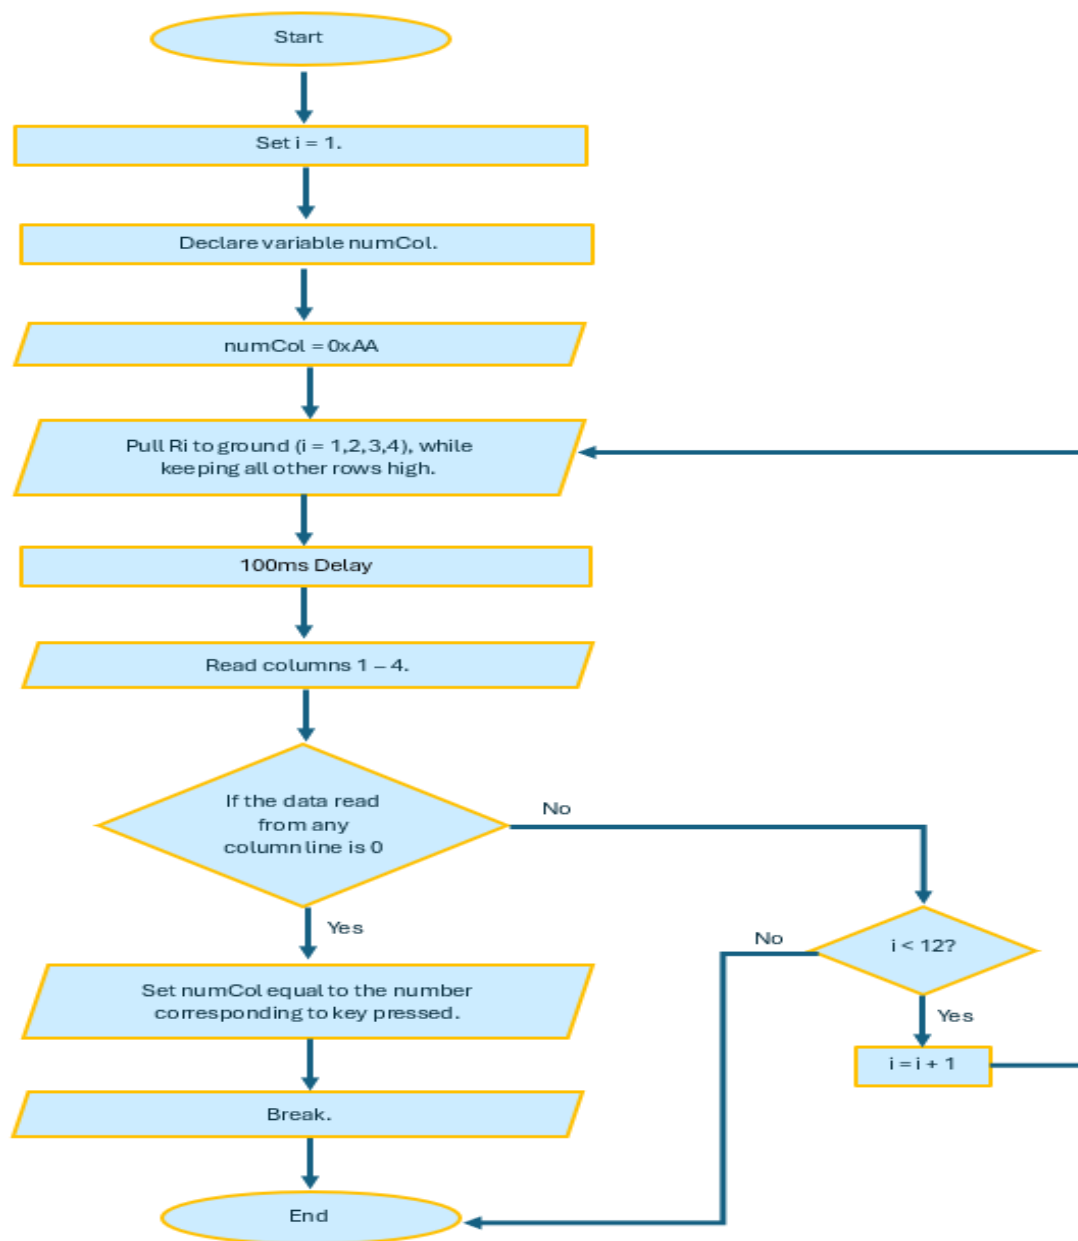 Start
Set i = 1.
Declare variable numCol.
numCol = 0xAA
Pull Ri to ground (i = 1,2,3,4), while
keeping all other rows high.
100ms Delay
Read columns 1 – 4.
If the data read
from any
column line is 0
No
Yes
i < 12?
No
Yes
i = i + 1
Set numCol equal to the number
corresponding to key pressed.
Break.
End